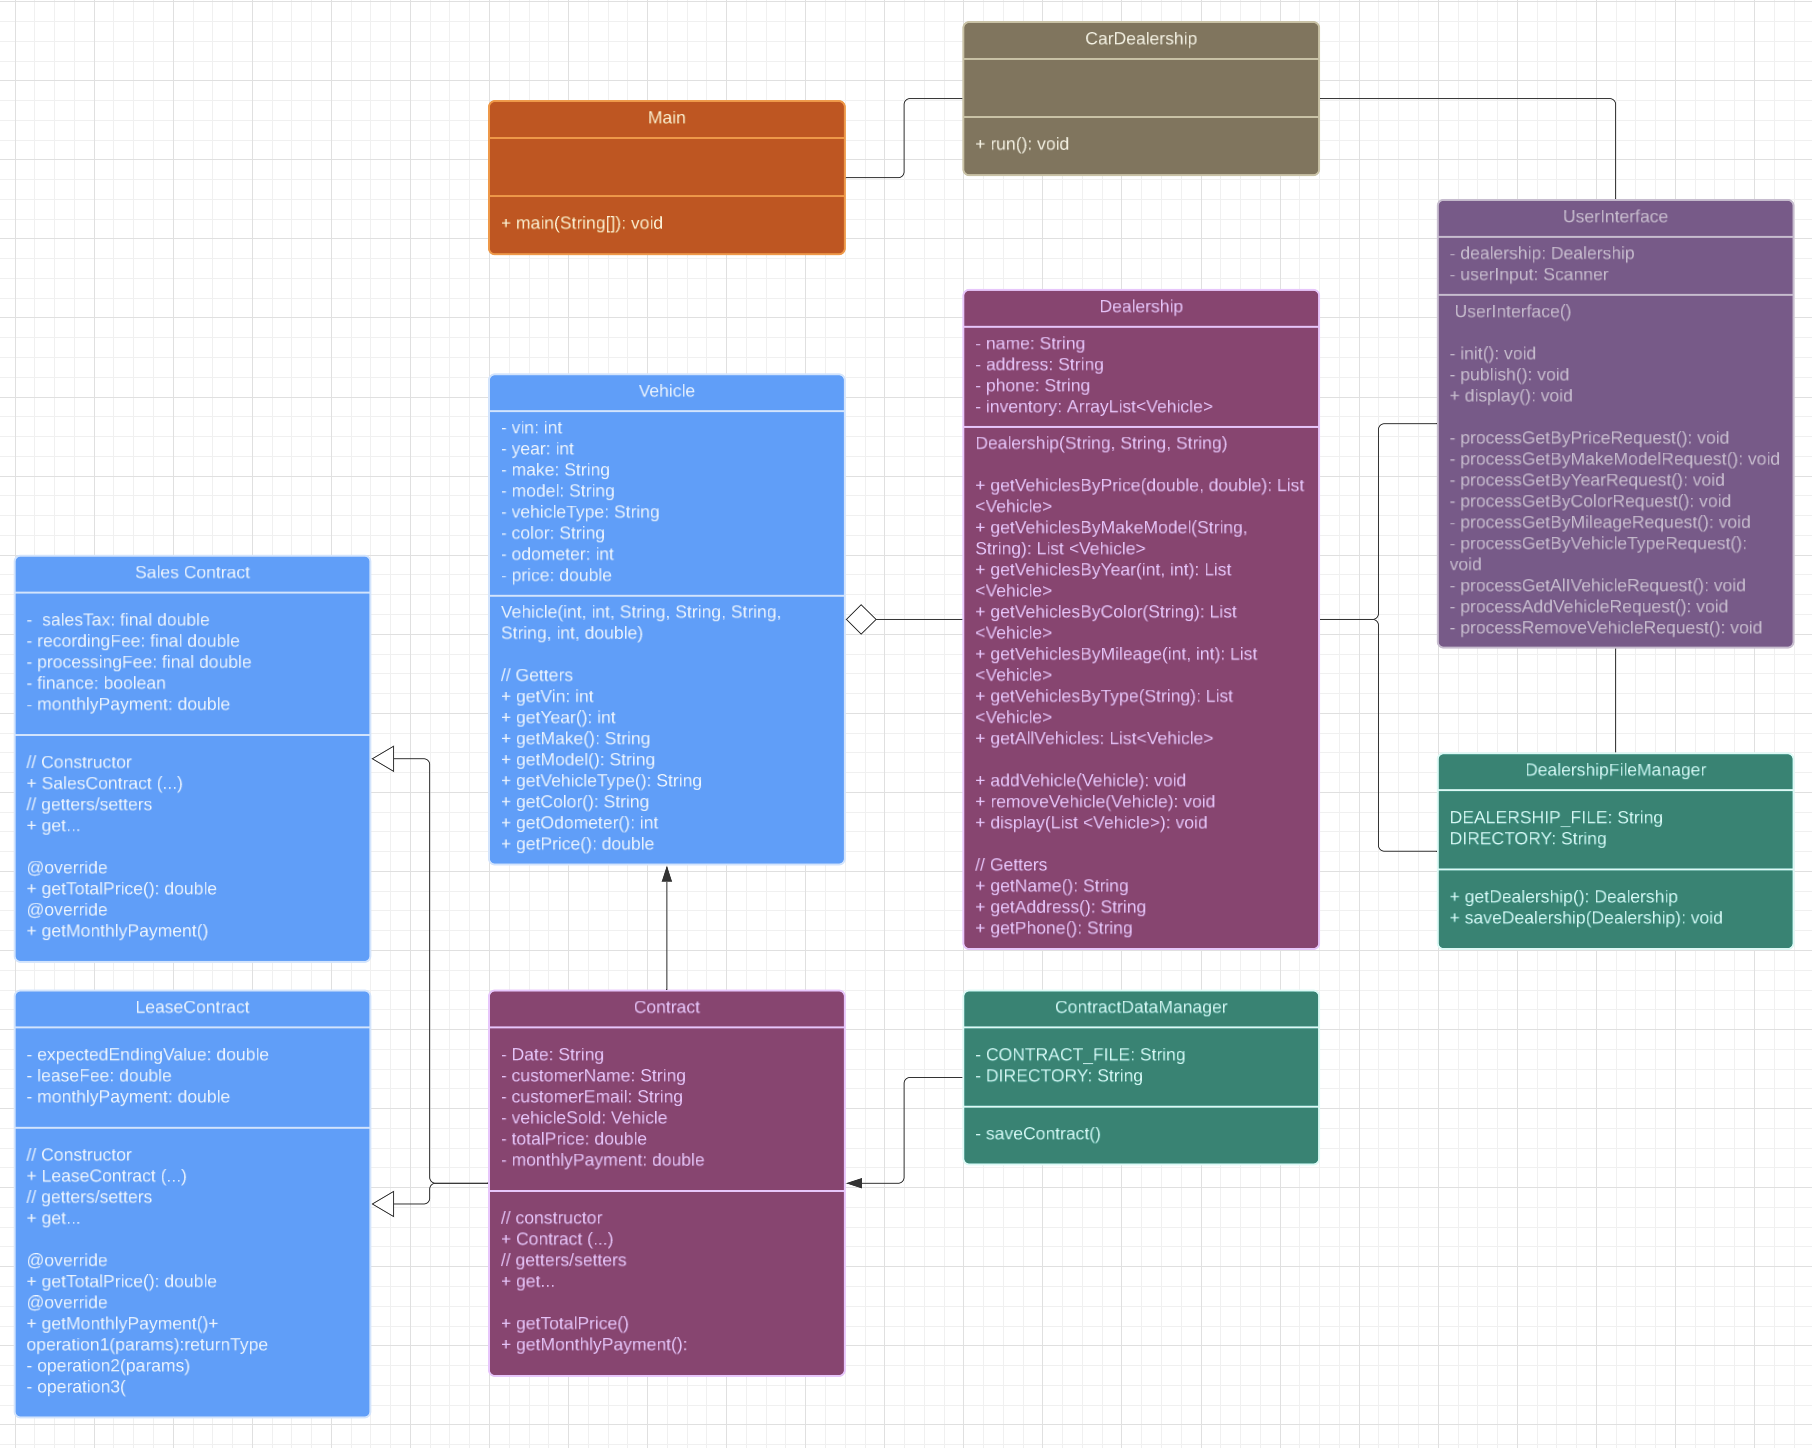 CarDealership
+ run(): void
Main
+ main(String[]): void
UserInterface
- dealership: Dealership
- userInput: Scanner
UserInterface()
- init(): void
- publish(): void
+ display(): void
- processGetByPriceRequest(): void
- processGetByMakeModelRequest(): void
- processGetByYearRequest(): void
- processGetByColorRequest(): void
- processGetByMileageRequest(): void
- processGetByVehicleTypeRequest():
void
- processGetAllVehicleRequest(): void
- processAddVehicleRequest(): void
- processRemoveVehicleRequest(): void
Dealership
- name: String
- address: String
- phone: String
- inventory: ArrayList<Vehicle>
Dealership(String, String, String)
+ getVehiclesByPrice(double, double): List
<Vehicle>
+ getVehiclesByMakeModel(String,
String): List <Vehicle>
+ getVehiclesByYear(int, int): List
<Vehicle>
+ getVehiclesByColor(String): List
<Vehicle>
+ getVehiclesByMileage(int, int): List
<Vehicle>
+ getVehiclesByType(String): List
<Vehicle>
+ getAllVehicles: List<Vehicle>
+ addVehicle(Vehicle): void
+ removeVehicle(Vehicle): void
+ display(List <Vehicle>): void
// Getters
+ getName(): String
+ getAddress(): String
+ getPhone(): String
Vehicle
- vin: int
- year: int
- make: String
- model: String
- vehicleType: String
- color: String
- odometer: int
- price: double
Vehicle(int, int, String, String, String,
String, int, double)
// Getters
+ getVin: int
+ getYear(): int
+ getMake(): String
+ getModel(): String
+ getVehicleType(): String
+ getColor(): String
+ getOdometer(): int
+ getPrice(): double
Sales Contract
-  salesTax: final double
- recordingFee: final double
- processingFee: final double
- finance: boolean
- monthlyPayment: double
// Constructor
+ SalesContract (...)
// getters/setters
+ get...
@override
+ getTotalPrice(): double
@override
+ getMonthlyPayment()
DealershipFileManager
DEALERSHIP_FILE: String
DIRECTORY: String
+ getDealership(): Dealership
+ saveDealership(Dealership): void
LeaseContract
- expectedEndingValue: double
- leaseFee: double
- monthlyPayment: double
// Constructor
+ LeaseContract (...)
// getters/setters
+ get...
@override
+ getTotalPrice(): double
@override
+ getMonthlyPayment()+
operation1(params):returnType
- operation2(params)
- operation3(
Contract
- Date: String
- customerName: String
- customerEmail: String
- vehicleSold: Vehicle
- totalPrice: double
- monthlyPayment: double
// constructor
+ Contract (...)
// getters/setters
+ get...
+ getTotalPrice()
+ getMonthlyPayment():
ContractDataManager
- CONTRACT_FILE: String
- DIRECTORY: String
- saveContract()